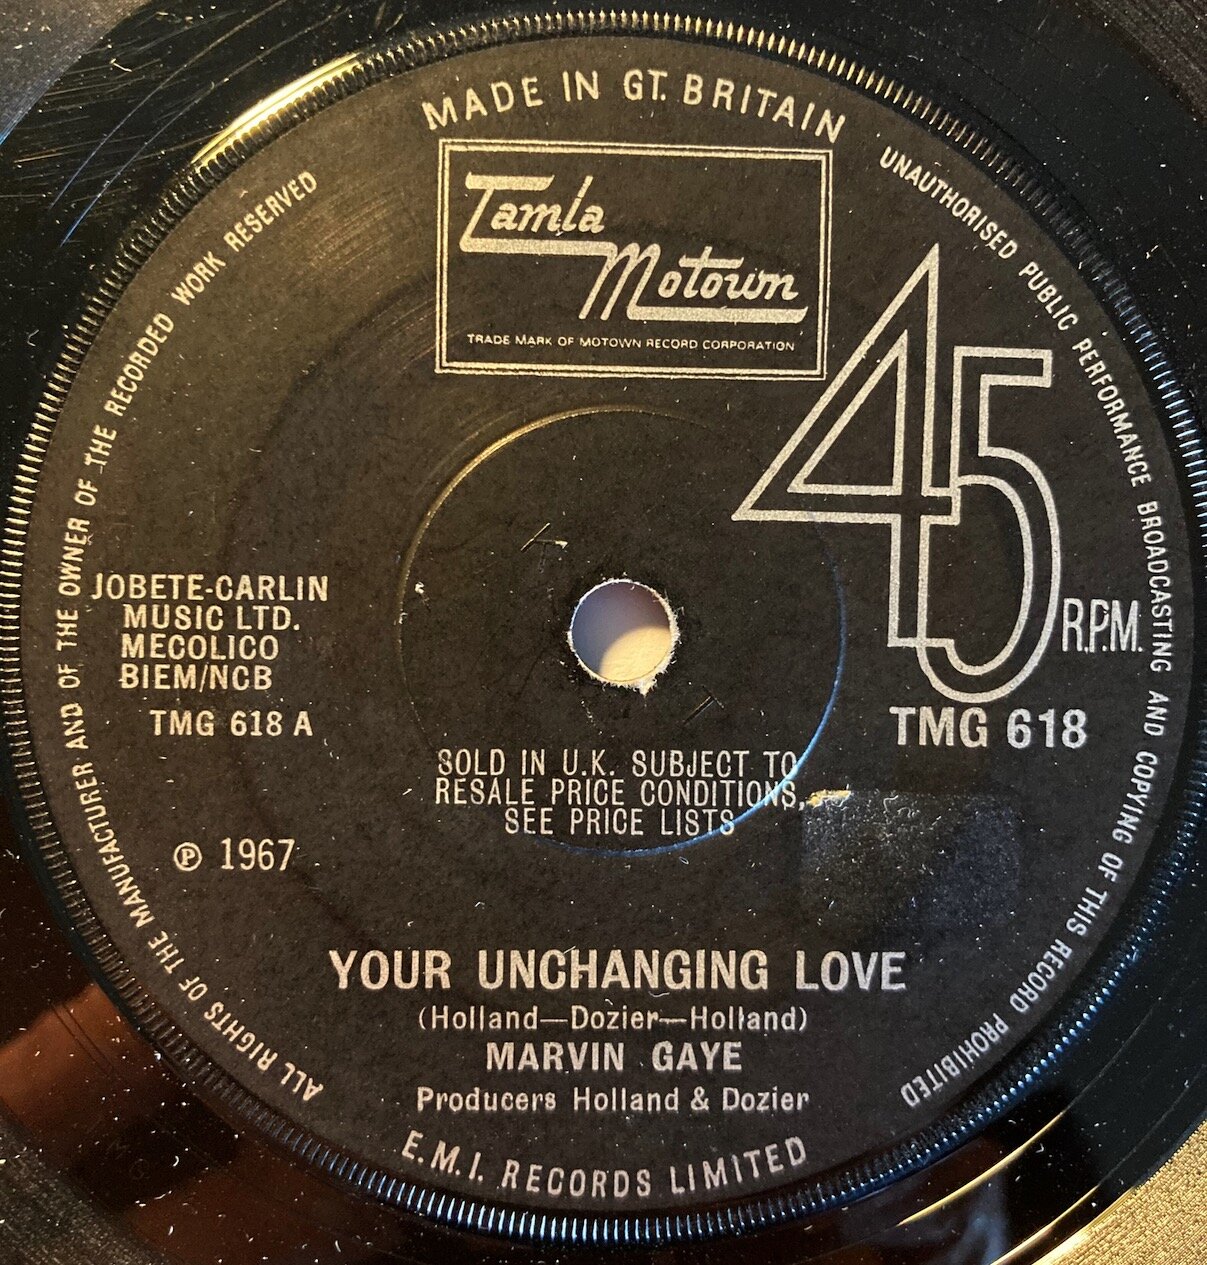 MADE IN GT. BRITAIN
Tamla
Motown
TRADE MARK OF MOTOWN RECORD CORPORATION
45
R.P.M.
TMG 618
JOBETE-CARLIN
MUSIC LTD.
MECOLICO
BIEM/NCB
TMG 618 A
℗ 1967
K
T
SOLD IN U.K. SUBJECT TO
RESALE PRICE CONDITIONS,
SEE PRICE LISTS
YOUR UNCHANGING LOVE
(Holland—Dozier—Holland)
MARVIN GAYE
Producers Holland & Dozier
E.M.I. RECORDS LIMITED
ALL RIGHTS OF THE MANUFACTURER AND OF THE OWNER OF THE RECORDED WORK RESERVED
UNAUTHORISED PUBLIC PERFORMANCE BROADCASTING AND COPYING OF THIS RECORD PROHIBITED